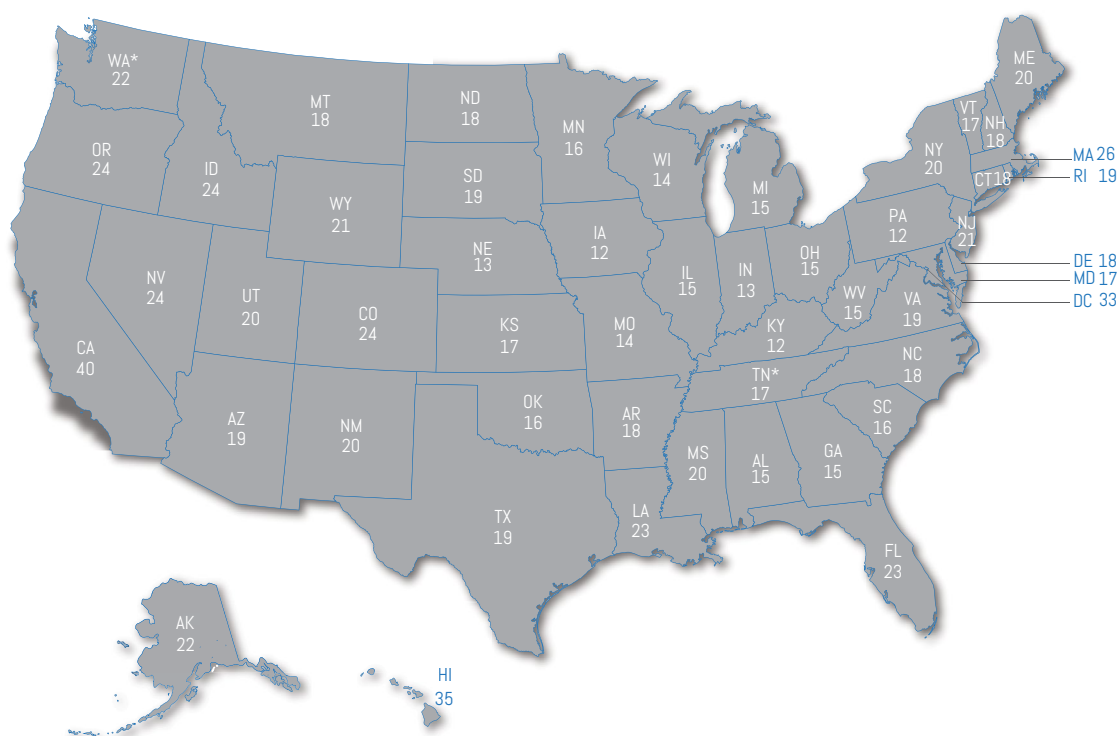 WA*
22
OR
24
ID
24
MT
18
ND
18
MN
16
WI
14
MI
15
NY
20
VT
17
NH
18
ME
20
MA 26
RI 19
CT 18
SD
19
WY
21
NE
13
IA
12
IL
15
IN
13
OH
15
PA
12
NJ
21
DE 18
MD 17
DC 33
WV
15
VA
19
CA
40
NV
24
UT
20
CO
24
KS
17
MO
14
KY
12
NC
18
TN*
17
SC
16
AZ
19
NM
20
OK
16
AR
18
MS
20
AL
15
GA
15
TX
19
LA
23
FL
23
AK
22
HI
35